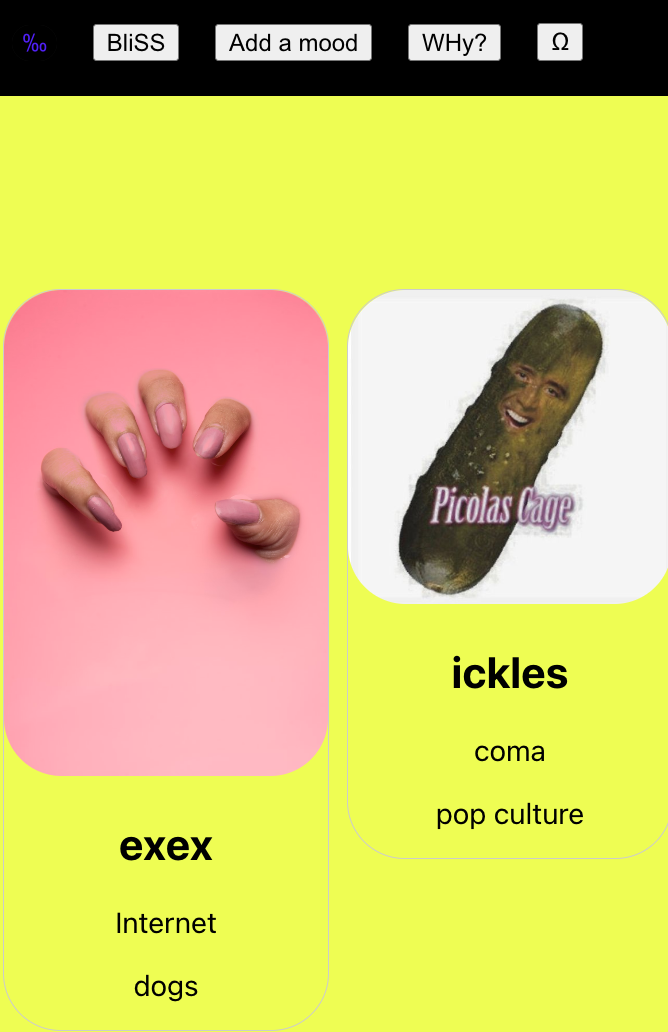 ‰ BliSS Add a mood WHy? Ω
Picolas Cage
ickles
coma
pop culture
exex
Internet
dogs